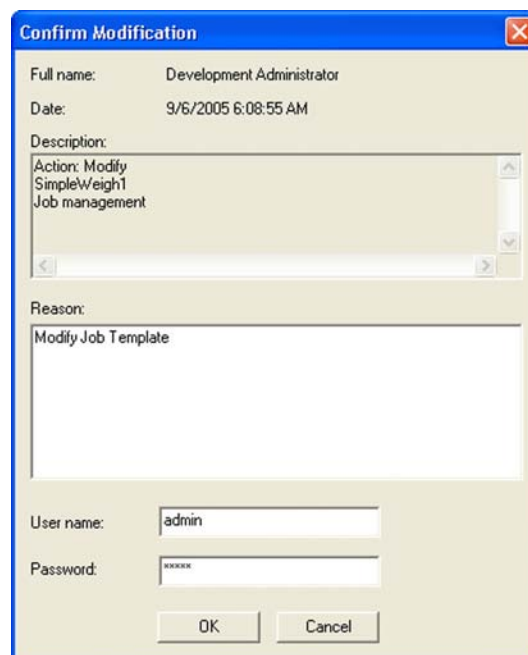 Confirm Modification
Full name: Development Administrator
Date: 9/6/2005 6:08:55 AM
Description:
Action: Modify
SimpleWeigh1
Job management
Reason:
Modify Job Template
User name: admin
Password: *****
OK Cancel